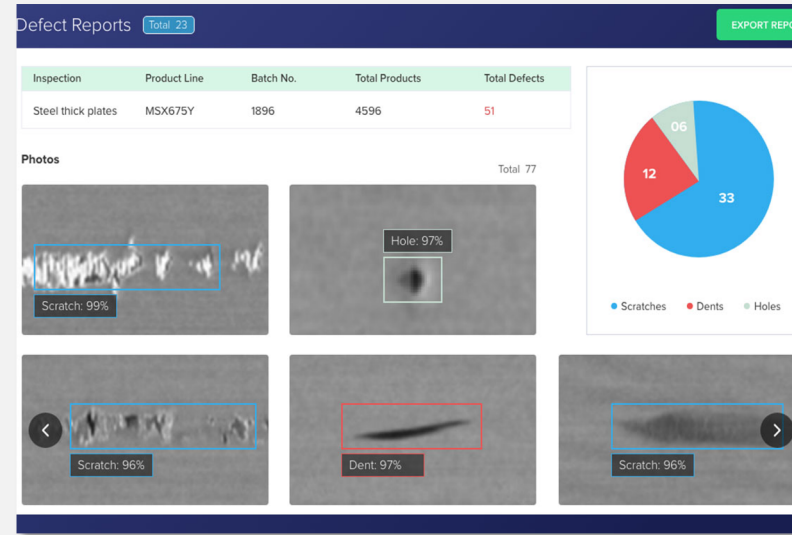 Defect Reports Total 23
EXPORT REPO
Inspection Product Line Batch No. Total Products Total Defects
Steel thick plates MSX675Y 1896 4596 51
Photos
Total 77
Hole: 97%
Scratch: 99%
06
12
33
Scratches Dents Holes
Scratch: 96%
Dent: 97%
Scratch: 96%